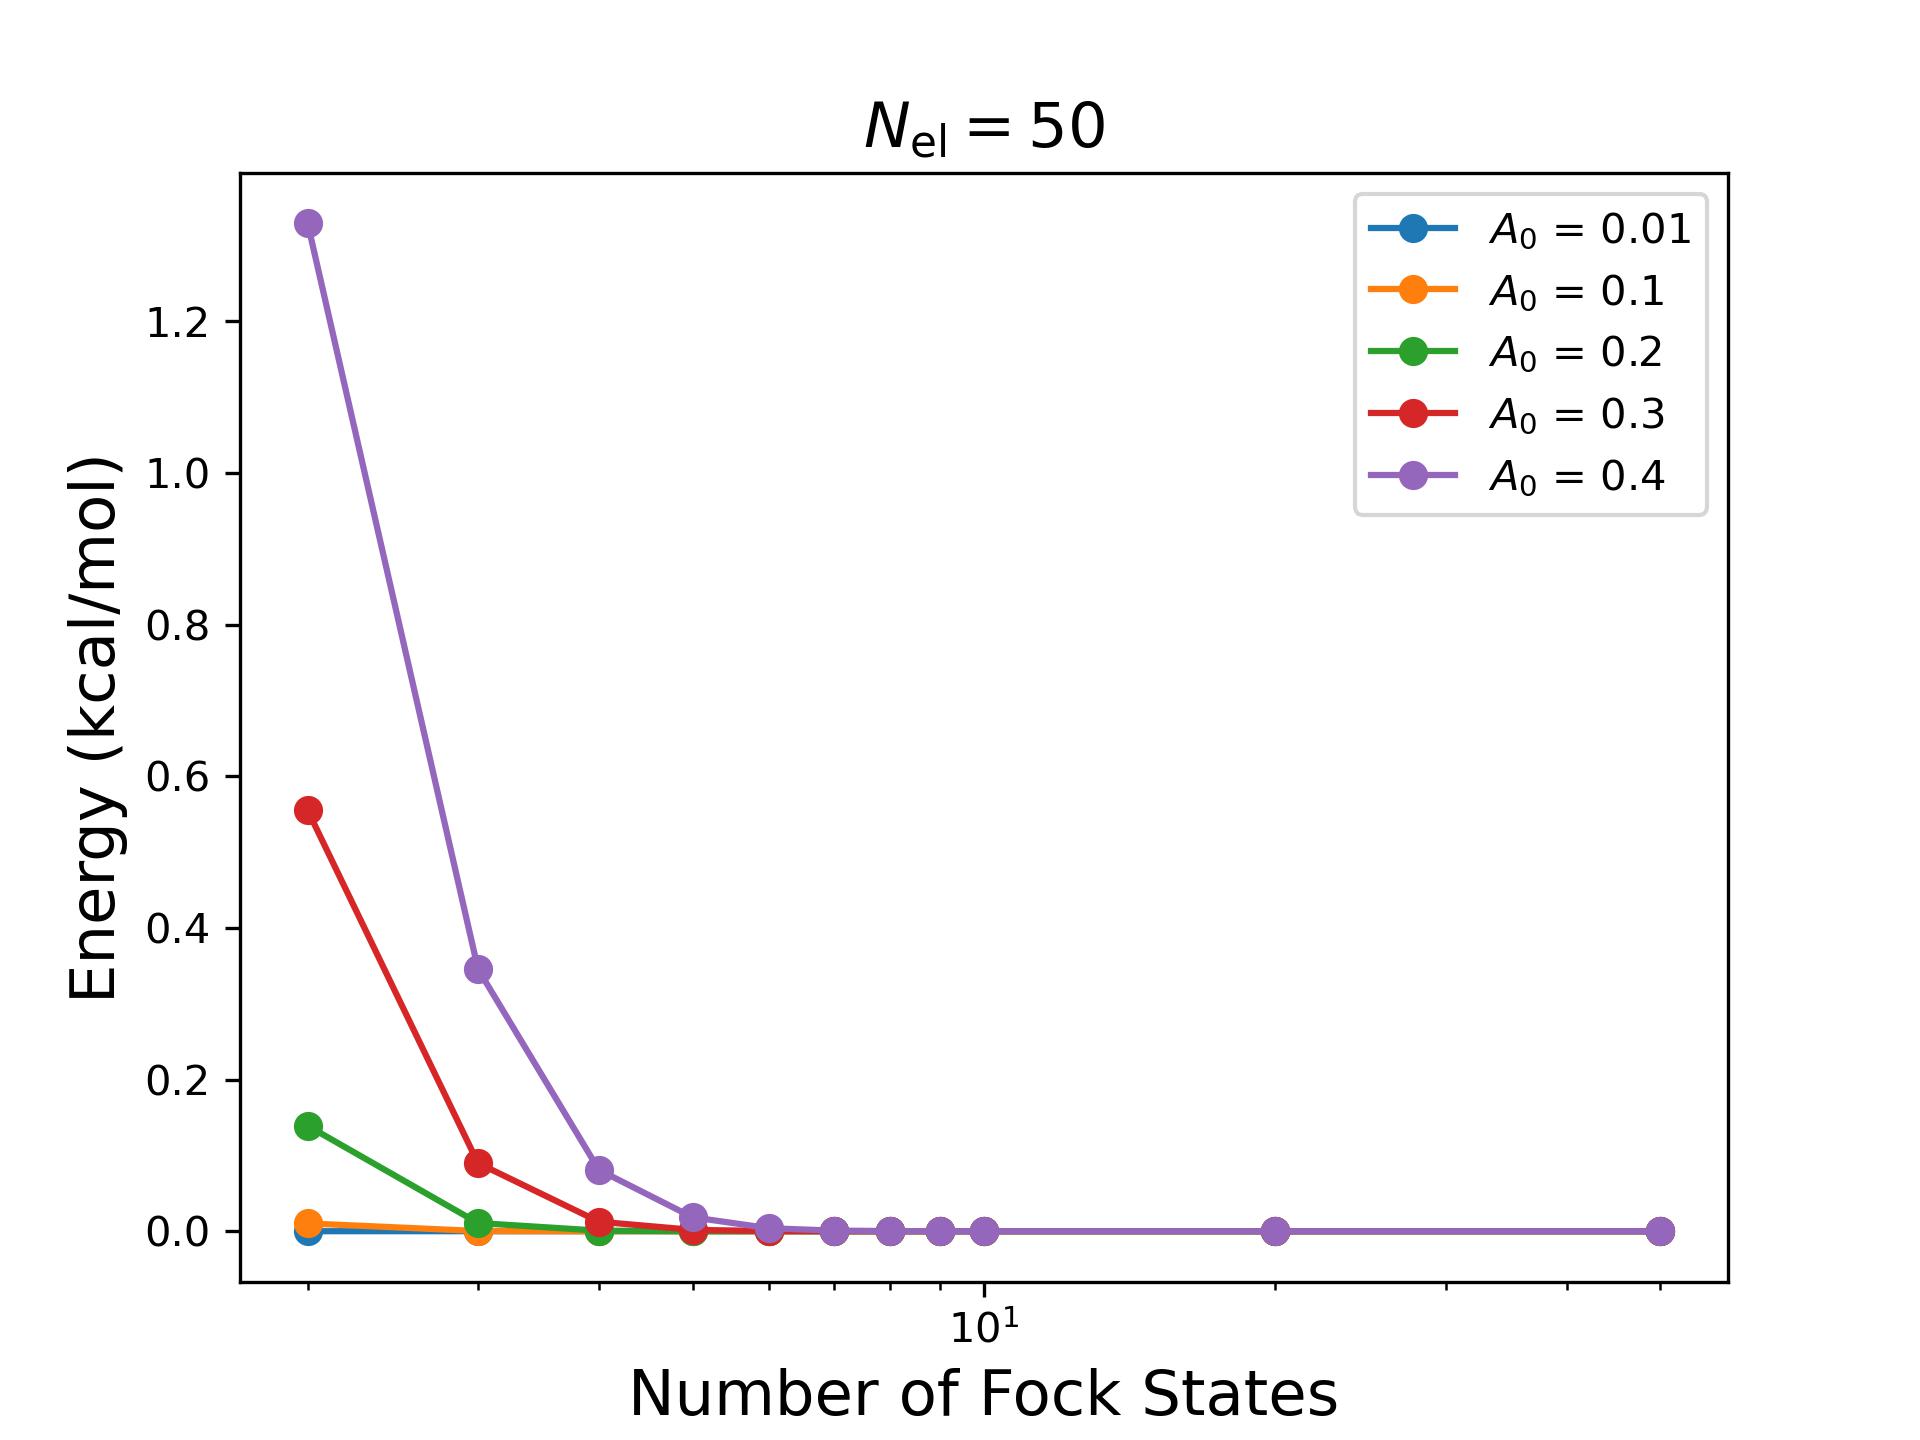 N_el = 50
A_0 = 0.01
A_0 = 0.1
A_0 = 0.2
A_0 = 0.3
A_0 = 0.4
Energy (kcal/mol)
1.2
1.0
0.8
0.6
0.4
0.2
0.0
10^1
Number of Fock States